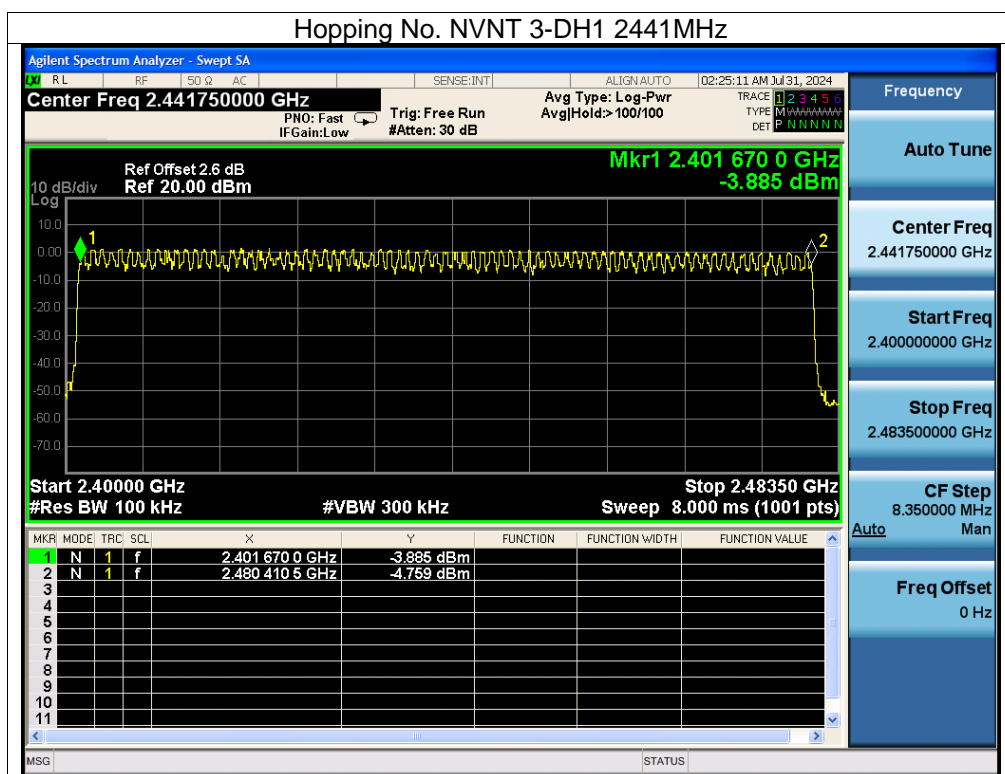 Hopping No. NVNT 3-DH1 2441MHz
Agilent Spectrum Analyzer - Swept SA
LXI RL RF 50 Ω AC SENSE:INT ALIGN AUTO 02:25:11 AM Jul 31, 2024
Center Freq 2.441750000 GHz
PNO: Fast
IFGain:Low
Trig: Free Run
#Atten: 30 dB
Avg Type: Log-Pwr
Avg|Hold:>100/100
TRACE 1 2 3 4 5 6
TYPE M WWWWW
DET P N N N N N
Frequency
Auto Tune
Center Freq
2.441750000 GHz
Start Freq
2.400000000 GHz
Stop Freq
2.483500000 GHz
CF Step
8.350000 MHz
Auto Man
Freq Offset
0 Hz
Mkr1 2.401 670 0 GHz
-3.885 dBm
Ref Offset 2.6 dB
10 dB/div Ref 20.00 dBm
Log
10.0
0.00
-10.0
-20.0
-30.0
-40.0
-50.0
-60.0
-70.0
1
2
Start 2.40000 GHz Stop 2.48350 GHz
#Res BW 100 kHz #VBW 300 kHz Sweep 8.000 ms (1001 pts)
MKR MODE TRC SCL X Y FUNCTION FUNCTION WIDTH FUNCTION VALUE
1 N 1 f 2.401 670 0 GHz -3.885 dBm
2 N 1 f 2.480 410 5 GHz -4.759 dBm
3
4
5
6
7
8
9
10
11
MSG STATUS